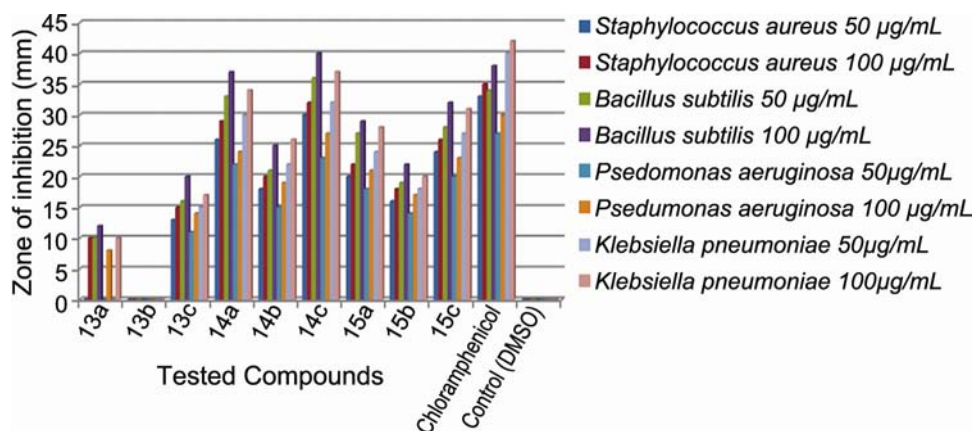 Zone of inhibition (mm)
45
40
35
30
25
20
15
10
5
0
13a
13b
13c
14a
14b
14c
15a
15b
15c
Chloramphenicol
Control (DMSO)
Tested Compounds
Staphylococcus aureus 50 µg/mL
Staphylococcus aureus 100 µg/mL
Bacillus subtilis 50 µg/mL
Bacillus subtilis 100 µg/mL
Psedomonas aeruginosa 50µg/mL
Psedumonas aeruginosa 100 µg/mL
Klebsiella pneumoniae 50µg/mL
Klebsiella pneumoniae 100µg/mL